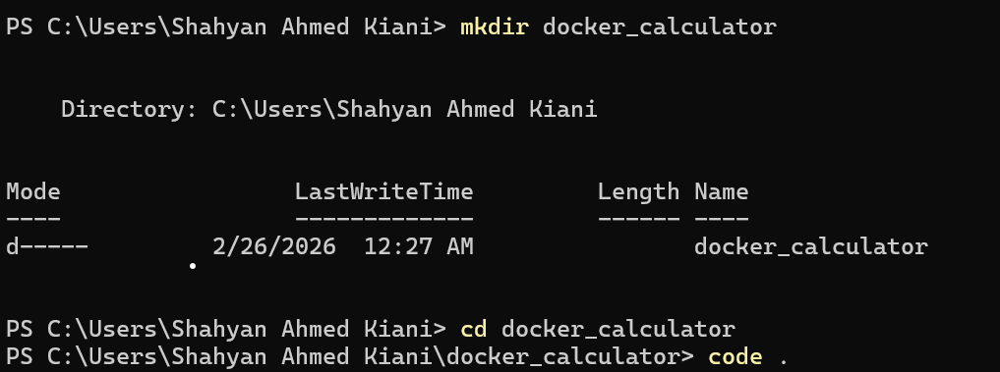 PS C:\Users\Shahyan Ahmed Kiani> mkdir docker_calculator
Directory: C:\Users\Shahyan Ahmed Kiani
Mode LastWriteTime Length Name
---- ------------- ------ ----
d----- 2/26/2026 12:27 AM docker_calculator
PS C:\Users\Shahyan Ahmed Kiani> cd docker_calculator
PS C:\Users\Shahyan Ahmed Kiani\docker_calculator> code .